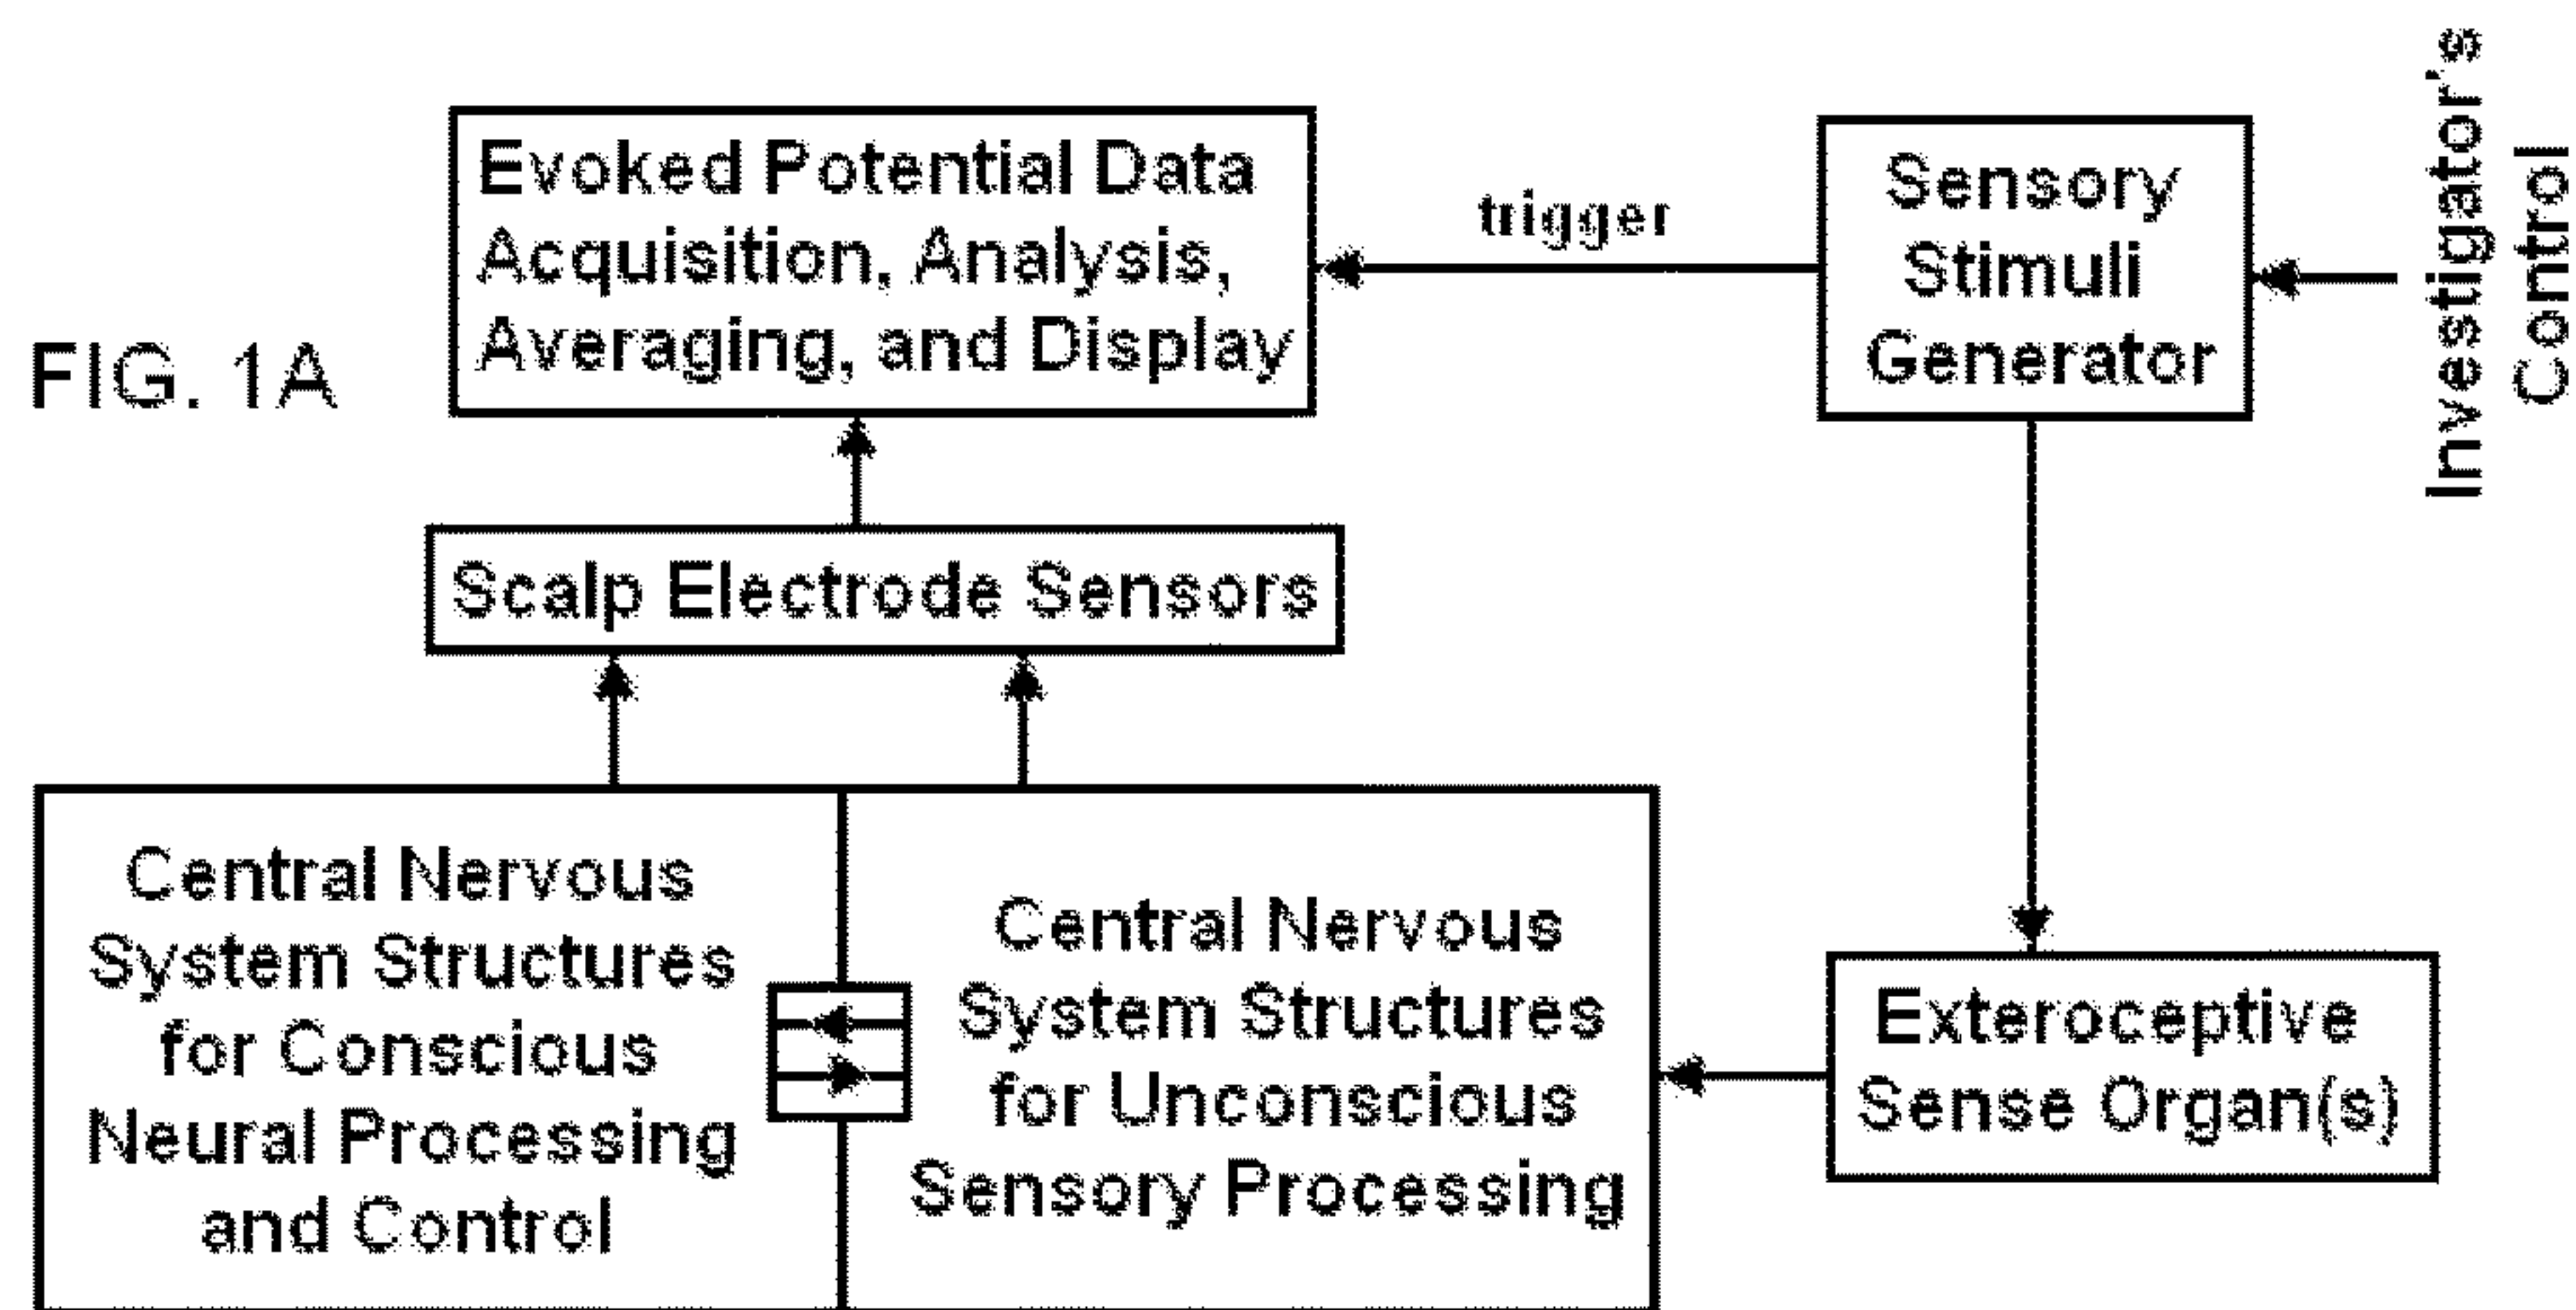 FIG. 1A
Evoked Potential Data
Acquisition, Analysis,
Averaging, and Display
trigger
Sensory
Stimuli
Generator
Investigator's
Control
Scalp Electrode Sensors
Central Nervous
System Structures
for Conscious
Neural Processing
and Control
Central Nervous
System Structures
for Unconscious
Sensory Processing
Exteroceptive
Sense Organ(s)